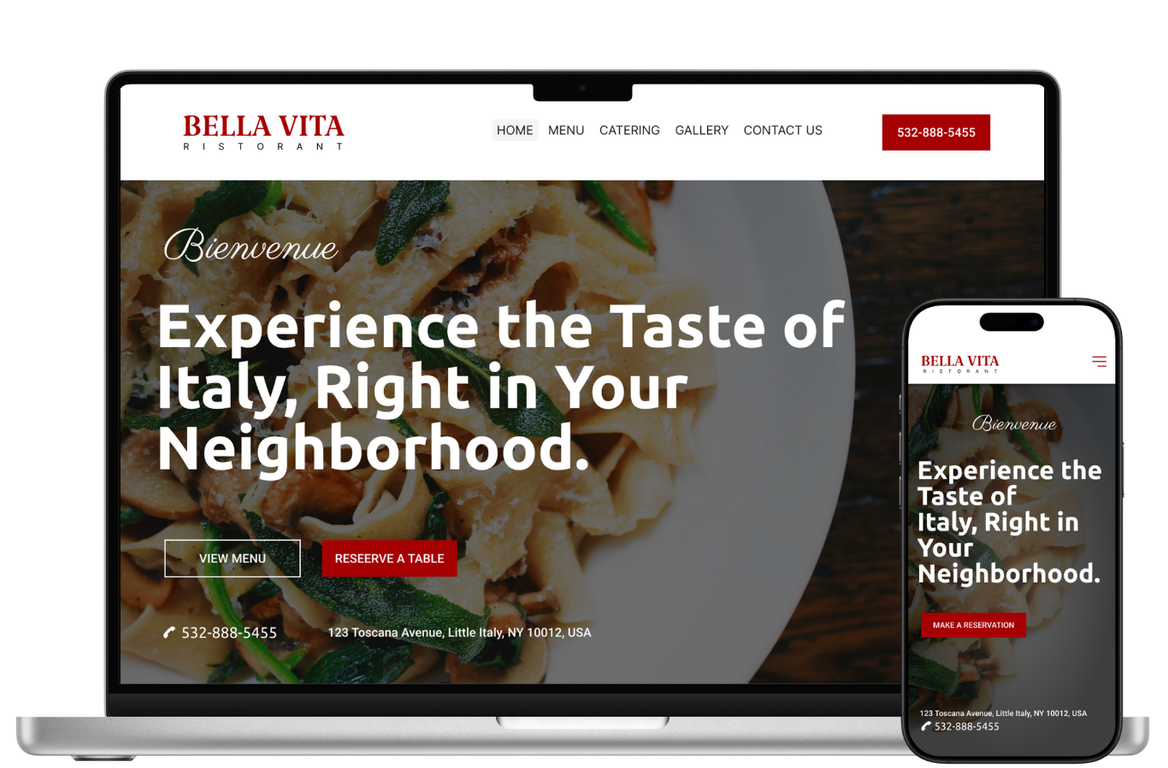 BELLA VITA
RISTORANT
HOME MENU CATERING GALLERY CONTACT US
532-888-5455
Bienvenue
Experience the Taste of
Italy, Right in Your
Neighborhood.
VIEW MENU
RESEERVE A TABLE
532-888-5455
123 Toscana Avenue, Little Italy, NY 10012, USA
BELLA VITA
RISTORANT
Bienvenue
Experience the
Taste of
Italy, Right in
Your
Neighborhood.
MAKE A RESERVATION
123 Toscana Avenue, Little Italy, NY 10012, USA
532-888-5455